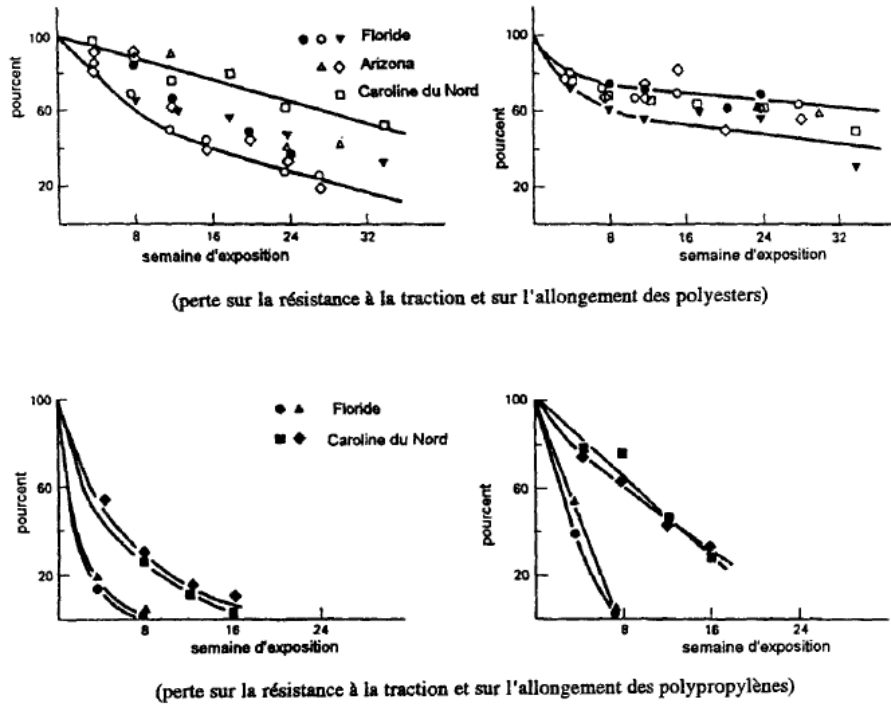 100
60
20
pourcent
8
16
24
32
semaine d'exposition
Floride
Arizona
Caroline du Nord
100
60
20
pourcent
8
16
24
32
semaine d'exposition
(perte sur la résistance à la traction et sur l'allongement des polyesters)
100
60
20
pourcent
8
16
24
semaine d'exposition
Floride
Caroline du Nord
100
60
20
pourcent
8
16
24
semaine d'exposition
(perte sur la résistance à la traction et sur l'allongement des polypropylènes)